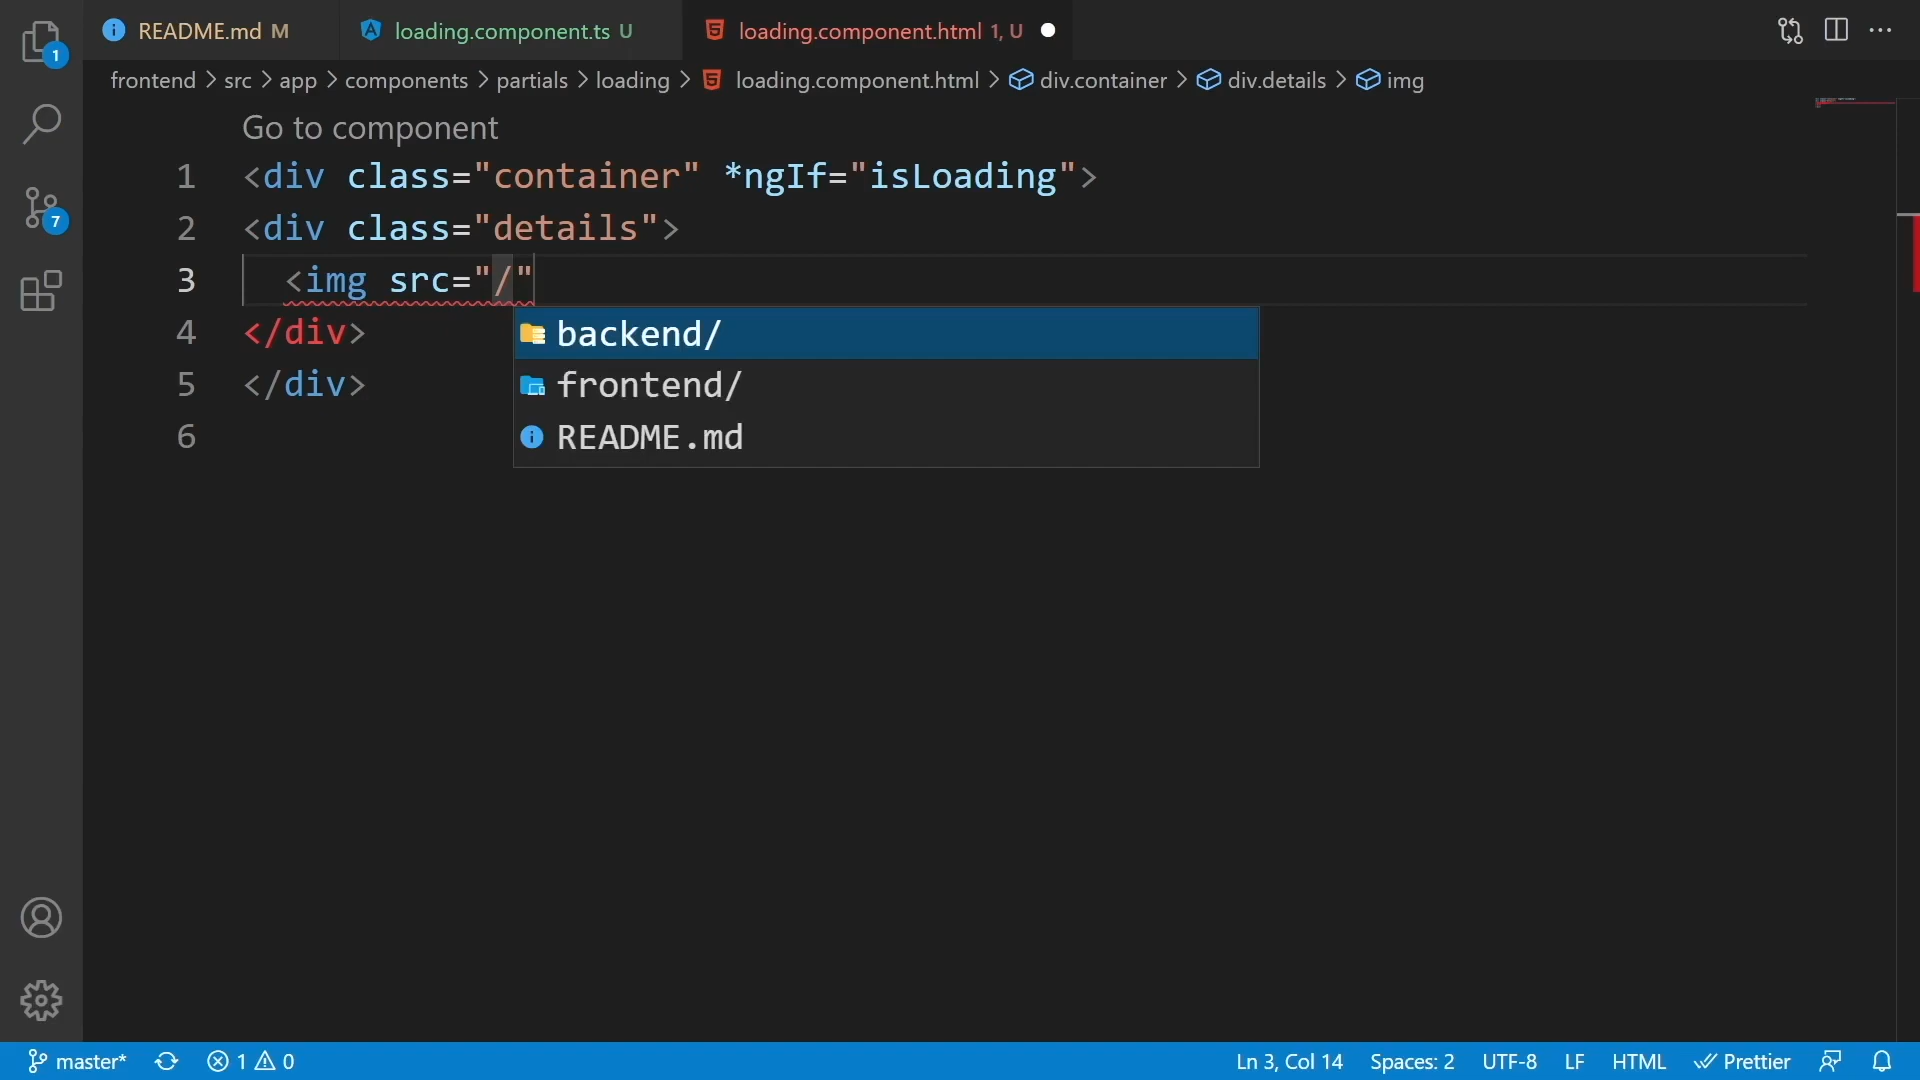 README.md M
loading.component.ts U
loading.component.html 1, U
frontend > src > app > components > partials > loading > loading.component.html > div.container > div.details > img
Go to component
1 <div class="container" *ngIf="isLoading">
2 <div class="details">
3 <img src="/"
4 </div>
5 </div>
6
backend/
frontend/
README.md
1
7
master*
1
0
Ln 3, Col 14
Spaces: 2
UTF-8
LF
HTML
Prettier